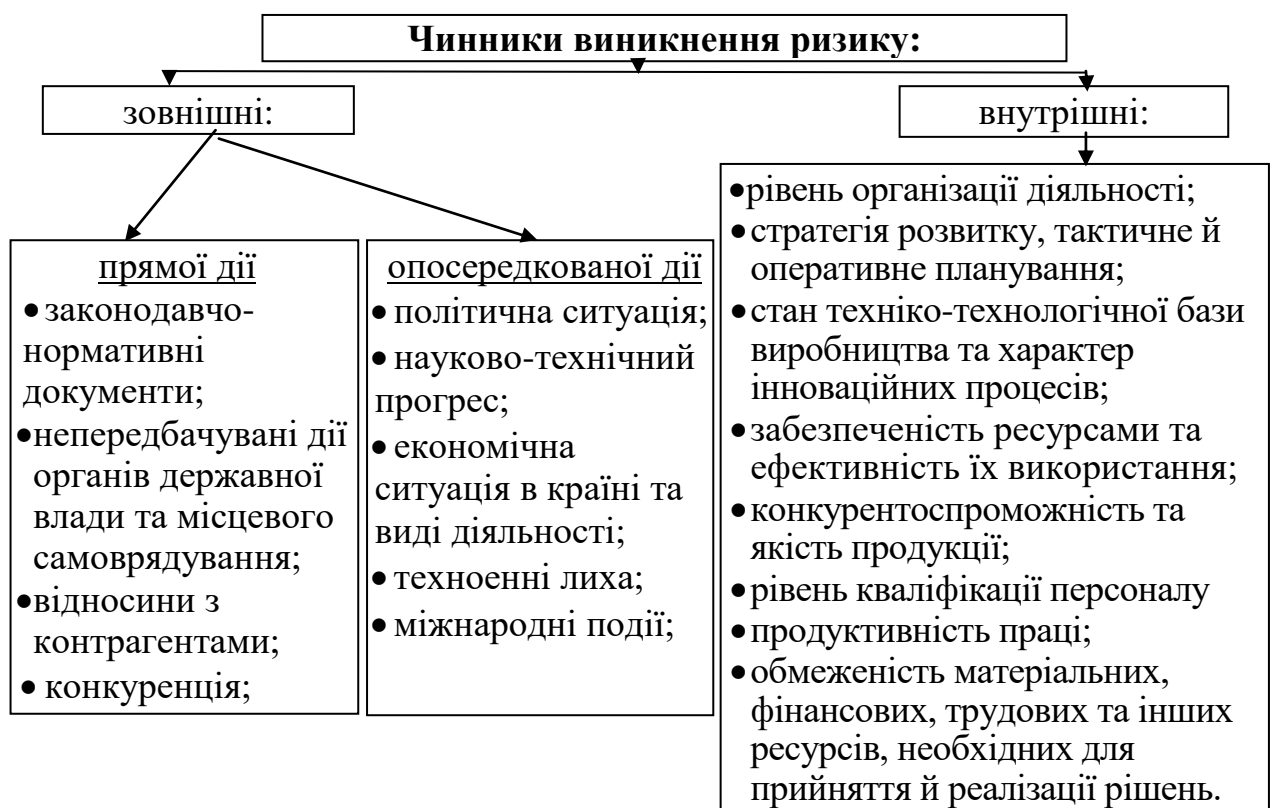 Чинники виникнення ризику:
зовнішні:
внутрішні:
прямої дії
• законодавчо-
нормативні
документи;
•непередбачувані дії
органів державної
влади та місцевого
самоврядування;
•відносини з
контрагентами;
• конкуренція;
опосередкованої дії
• політична ситуація;
• науково-технічний
прогрес;
• економічна
ситуація в країні та
виді діяльності;
• техноенні лиха;
• міжнародні події;
•рівень організації діяльності;
•стратегія розвитку, тактичне й
оперативне планування;
•стан техніко-технологічної бази
виробництва та характер
інноваційних процесів;
•забезпеченість ресурсами та
ефективність їх використання;
•конкурентоспроможність та
якість продукції;
•рівень кваліфікації персоналу
•продуктивність праці;
•обмеженість матеріальних,
фінансових, трудових та інших
ресурсів, необхідних для
прийняття й реалізації рішень.